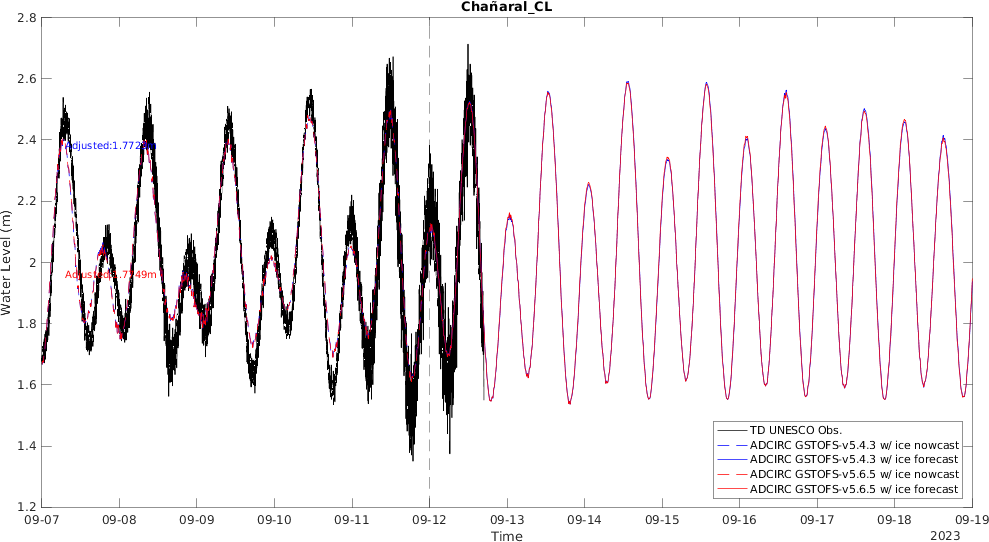 Chañaral_CL
2.8
2.6
2.4
2.2
2
1.8
1.6
1.4
1.2
Water Level (m)
Adjusted:
Adjusted:
TD UNESCO Obs.
ADCIRC GSTOFS-v5.4.3 w/ ice nowcast
ADCIRC GSTOFS-v5.4.3 w/ ice forecast
ADCIRC GSTOFS-v5.6.5 w/ ice nowcast
ADCIRC GSTOFS-v5.6.5 w/ ice forecast
09-07 09-08 09-09 09-10 09-11 09-12 09-13 09-14 09-15 09-16 09-17 09-18 09-19
Time
2023